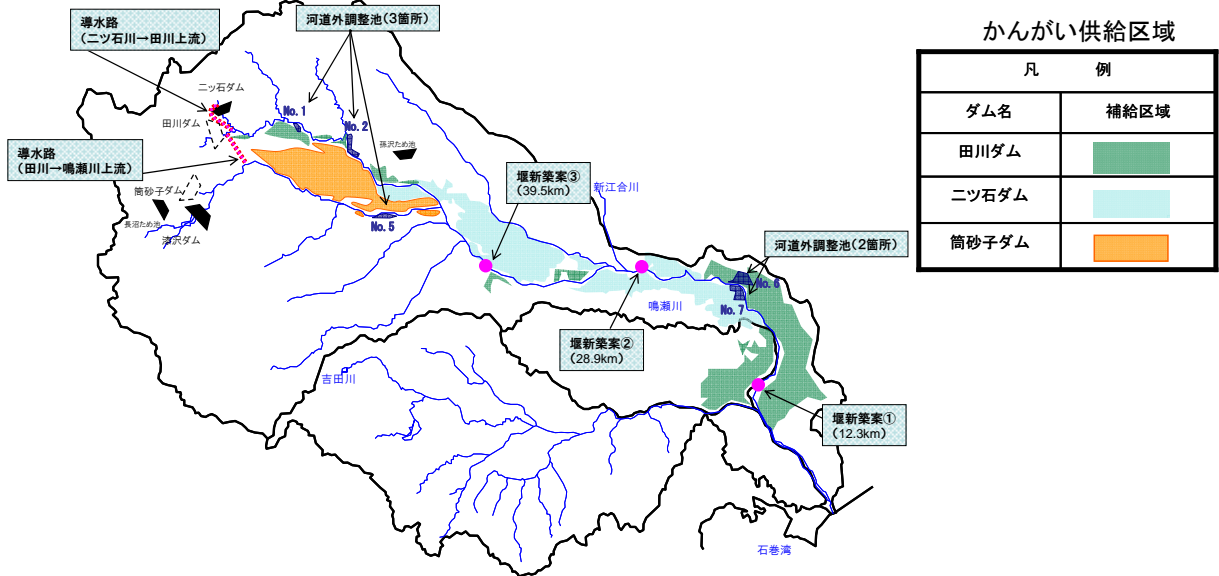 導水路
(二ツ石川→田川上流)
河道外調整池(3箇所)
二ツ石ダム
田川ダム
No.1
No.2
孫沢ため池
導水路
(田川→鳴瀬川上流)
筒砂子ダム
長沼ため池
漆沢ダム
No.5
堰新築案③
(39.5km)
新江合川
河道外調整池(2箇所)
No.6
No.7
鳴瀬川
堰新築案②
(28.9km)
吉田川
堰新築案①
(12.3km)
石巻湾
かんがい供給区域
凡 例
ダム名 補給区域
田川ダム
二ツ石ダム
筒砂子ダム